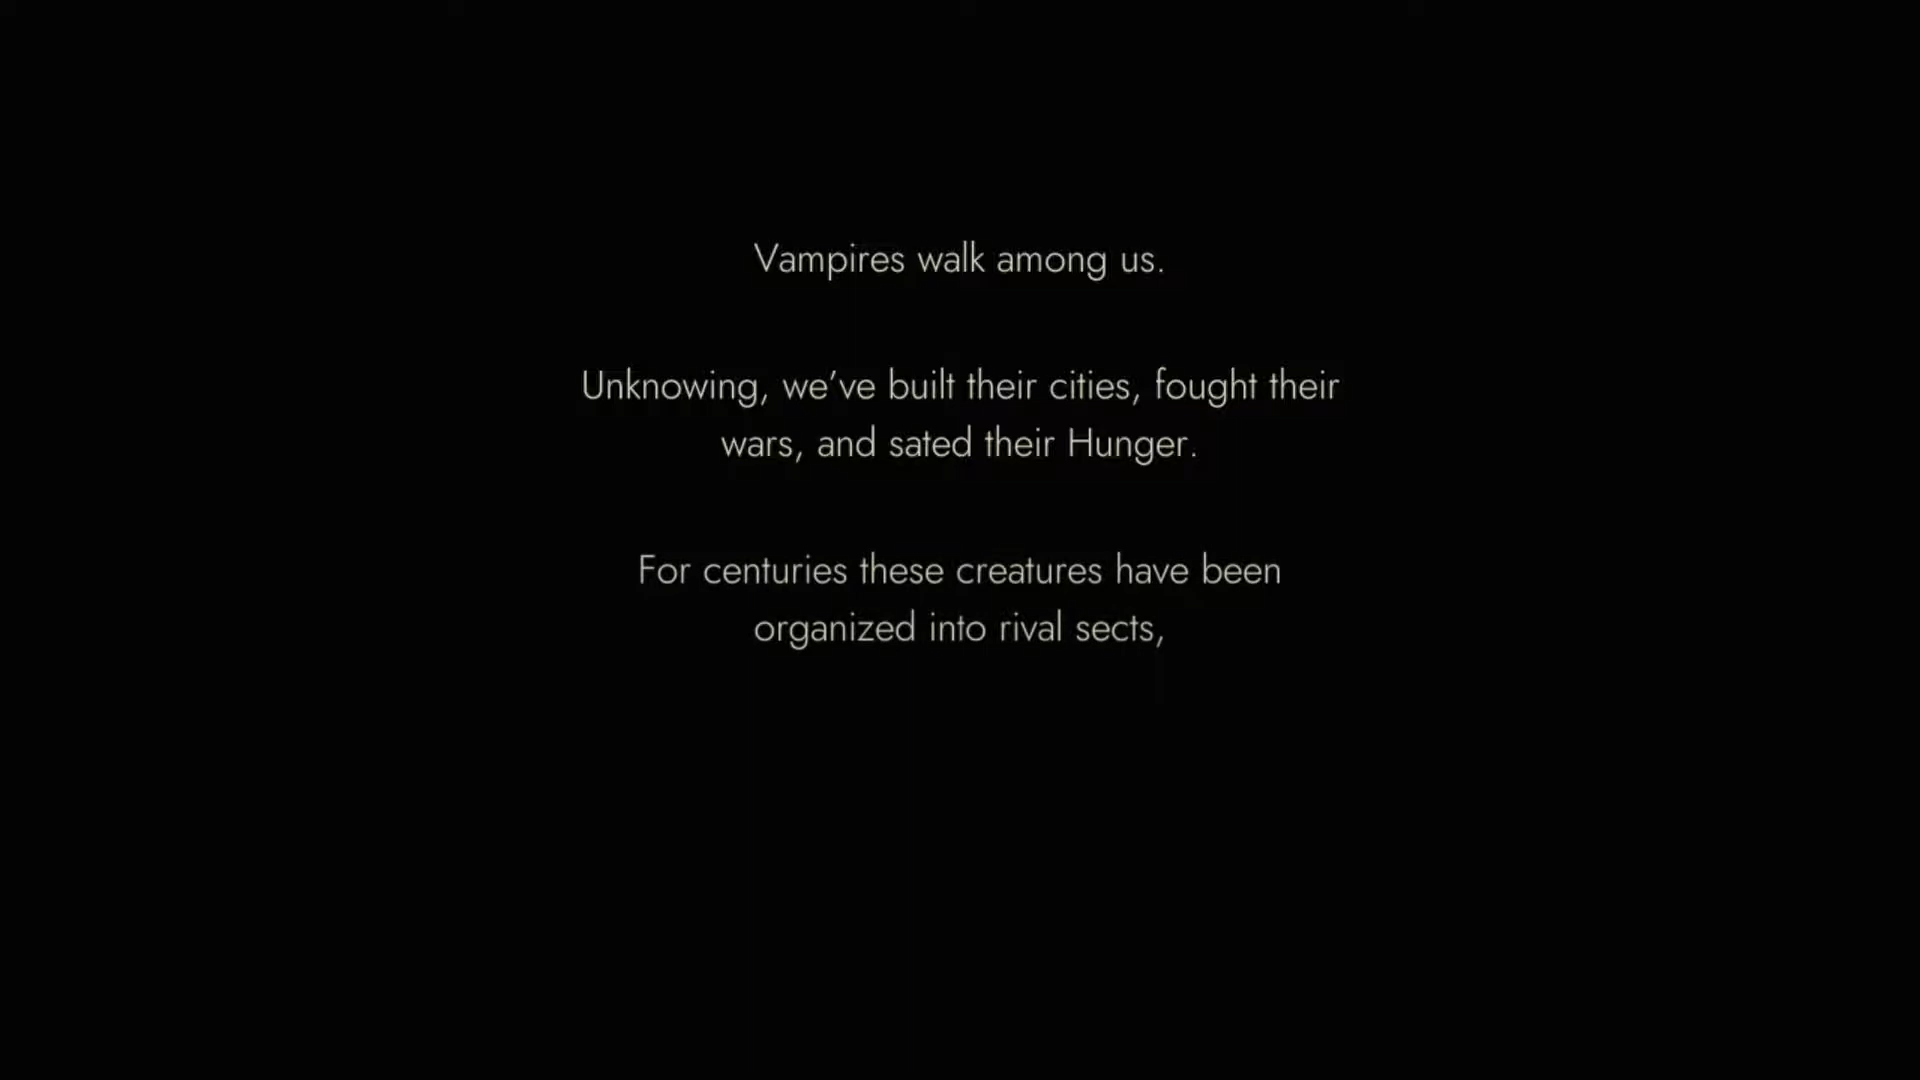 Vampires walk among us.
Unknowing, we’ve built their cities, fought their
wars, and sated their Hunger.
For centuries these creatures have been
organized into rival sects,